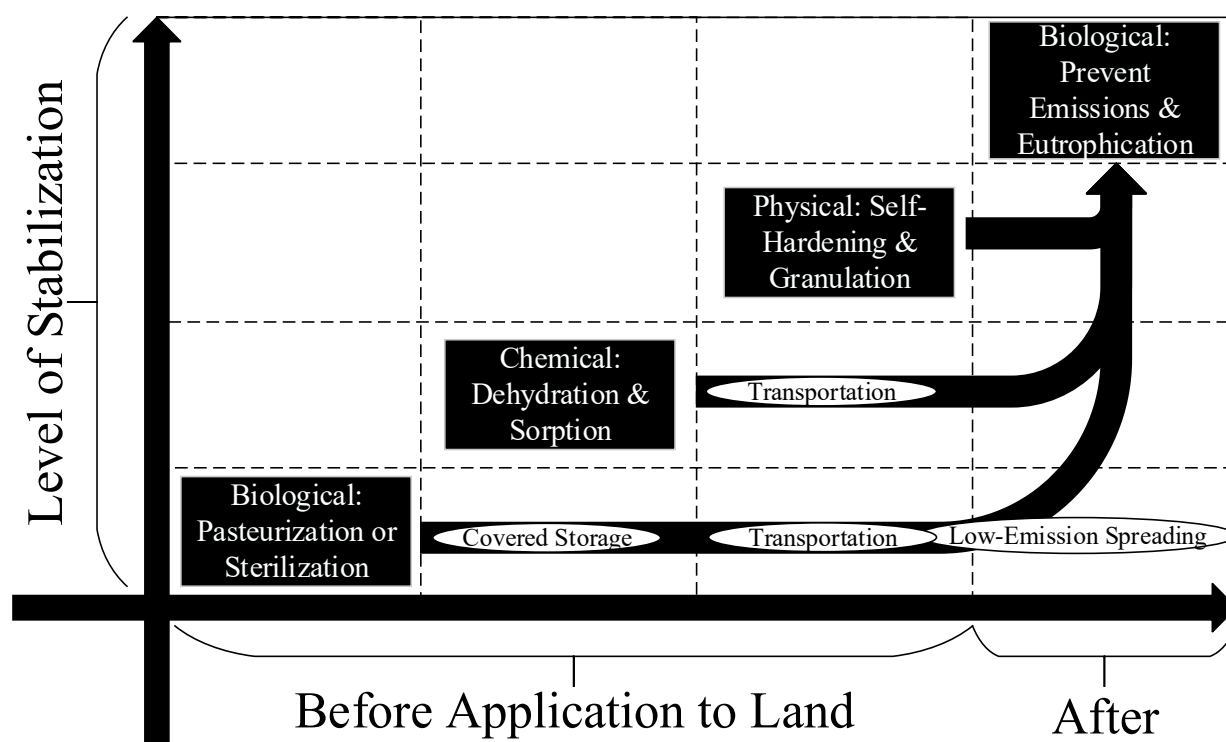 Biological:
Prevent
Emissions &
Eutrophication
Physical: Self-
Hardening &
Granulation
Chemical:
Dehydration &
Sorption
Transportation
Biological:
Pasteurization or
Sterilization
Covered Storage
Transportation
Low-Emission Spreading
Level of Stabilization
Before Application to Land
After